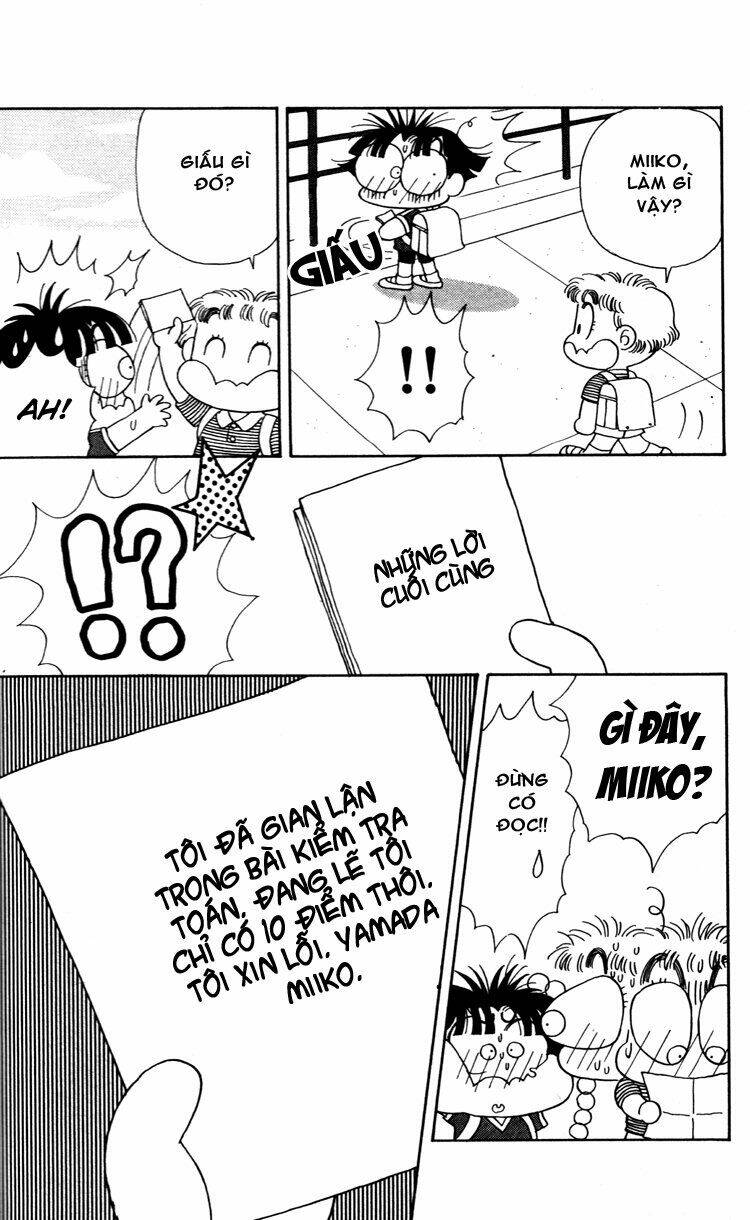 MIIKO,
LÀM GÌ
VẬY?
GIẤU
!!
GIẤU GÌ
ĐÓ?
AH!
NHỮNG LỜI
CUỐI CÙNG
!?
GÌ ĐÂY,
MIIKO?
ĐỪNG
CÓ
ĐỌC!!
TÔI ĐÃ GIAN LẬN
TRONG BÀI KIỂM TRA
TOÁN. ĐANG LẼ TÔI
CHỈ CÓ 10 ĐIỂM THÔI.
TÔI XIN LỖI. YAMADA
MIIKO.